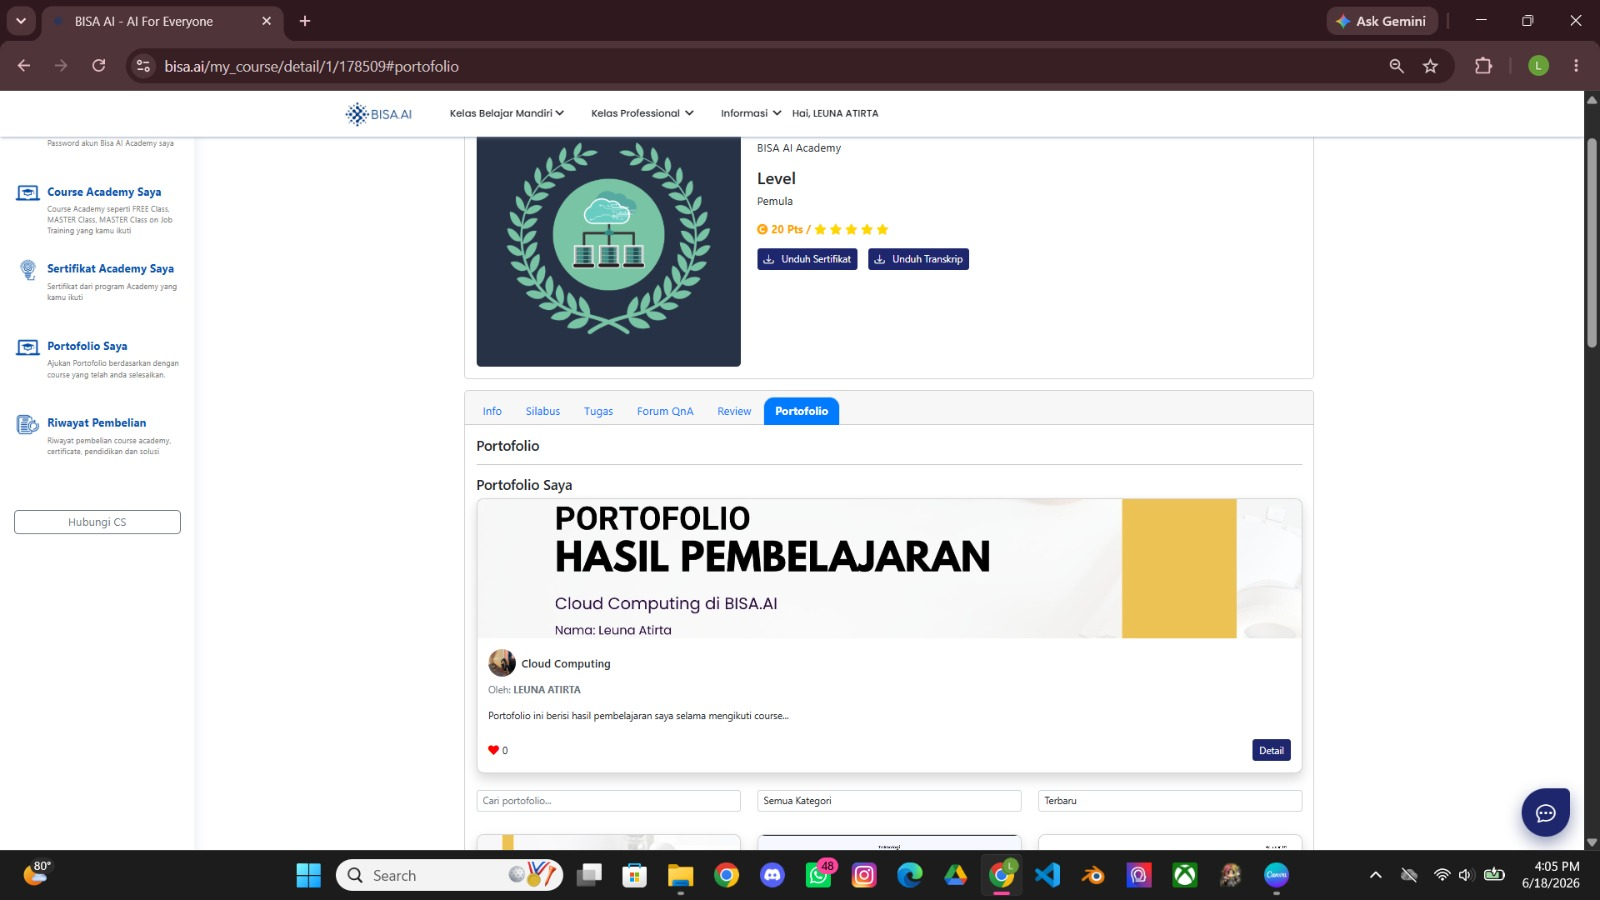 BISA AI - AI For Everyone
Ask Gemini
bisa.ai/my_course/detail/1/178509#portofolio
L
BISA.AI
Kelas Belajar Mandiri
Kelas Professional
Informasi
Hai, LEUNA ATIRTA
Password akun Bisa AI Academy saya
Course Academy Saya
Course Academy seperti FREE Class,
MASTER Class, MASTER Class on Job
Training yang kamu ikuti
Sertifikat Academy Saya
Sertifikat dari program Academy yang
kamu ikuti
Portofolio Saya
Ajukan Portofolio berdasarkan dengan
course yang telah anda selesaikan.
Riwayat Pembelian
Riwayat pembelian course academy,
certificate, pendidikan dan solusi
Hubungi CS
BISA AI Academy
Level
Pemula
20 Pts /
Unduh Sertifikat
Unduh Transkrip
Info
Silabus
Tugas
Forum QnA
Review
Portofolio
Portofolio
Portofolio Saya
PORTOFOLIO
HASIL PEMBELAJARAN
Cloud Computing di BISA.AI
Nama: Leuna Atirta
Cloud Computing
Oleh: LEUNA ATIRTA
Portofolio ini berisi hasil pembelajaran saya selama mengikuti course...
0
Detail
Cari portofolio...
Semua Kategori
Terbaru
80°
Search
48
L
Canva
4:05 PM
6/18/2026